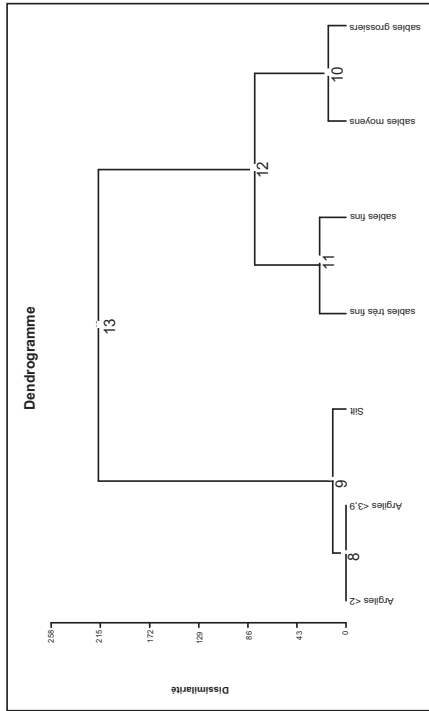 Dendrogramme
Dissimilarité
258
215
172
129
86
43
0
13
12
11
10
9
8
Argiles <2
Argiles <3,9
Silt
sables très fins
sables fins
sables moyens
sables grossiers